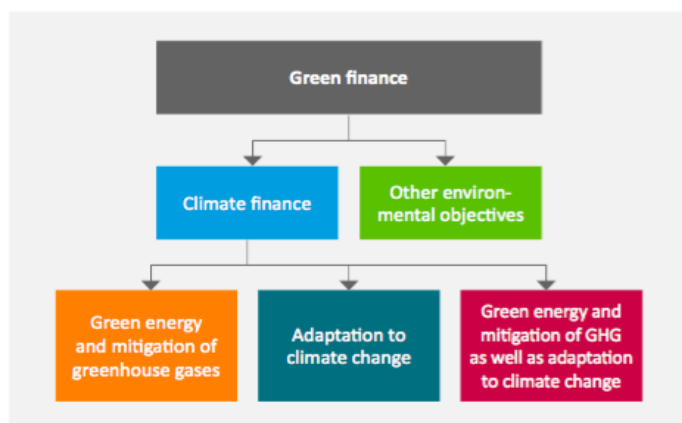 Green finance
Climate finance
Other environ-
mental objectives
Green energy
and mitigation of
greenhouse gases
Adaptation to
climate change
Green energy and
mitigation of GHG
as well as adaptation
to climate change